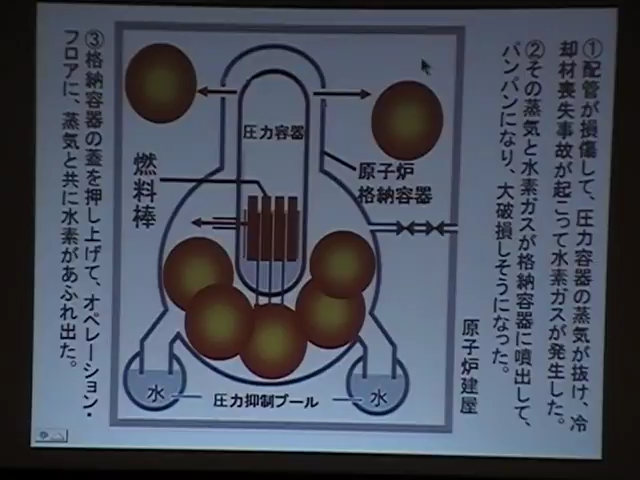 ①配管が損傷して、圧力容器の蒸気が抜け、冷
却材喪失事故が起こって水素ガスが発生した。
②その蒸気と水素ガスが格納容器に噴出して、
パンパンになり、大破損しそうになった。
原子炉建屋
圧力容器
原子炉
格納容器
燃料棒
水
圧力抑制プール
水
③格納容器の蓋を押し上げて、オペレーション・
フロアに、蒸気と共に水素があふれ出た。